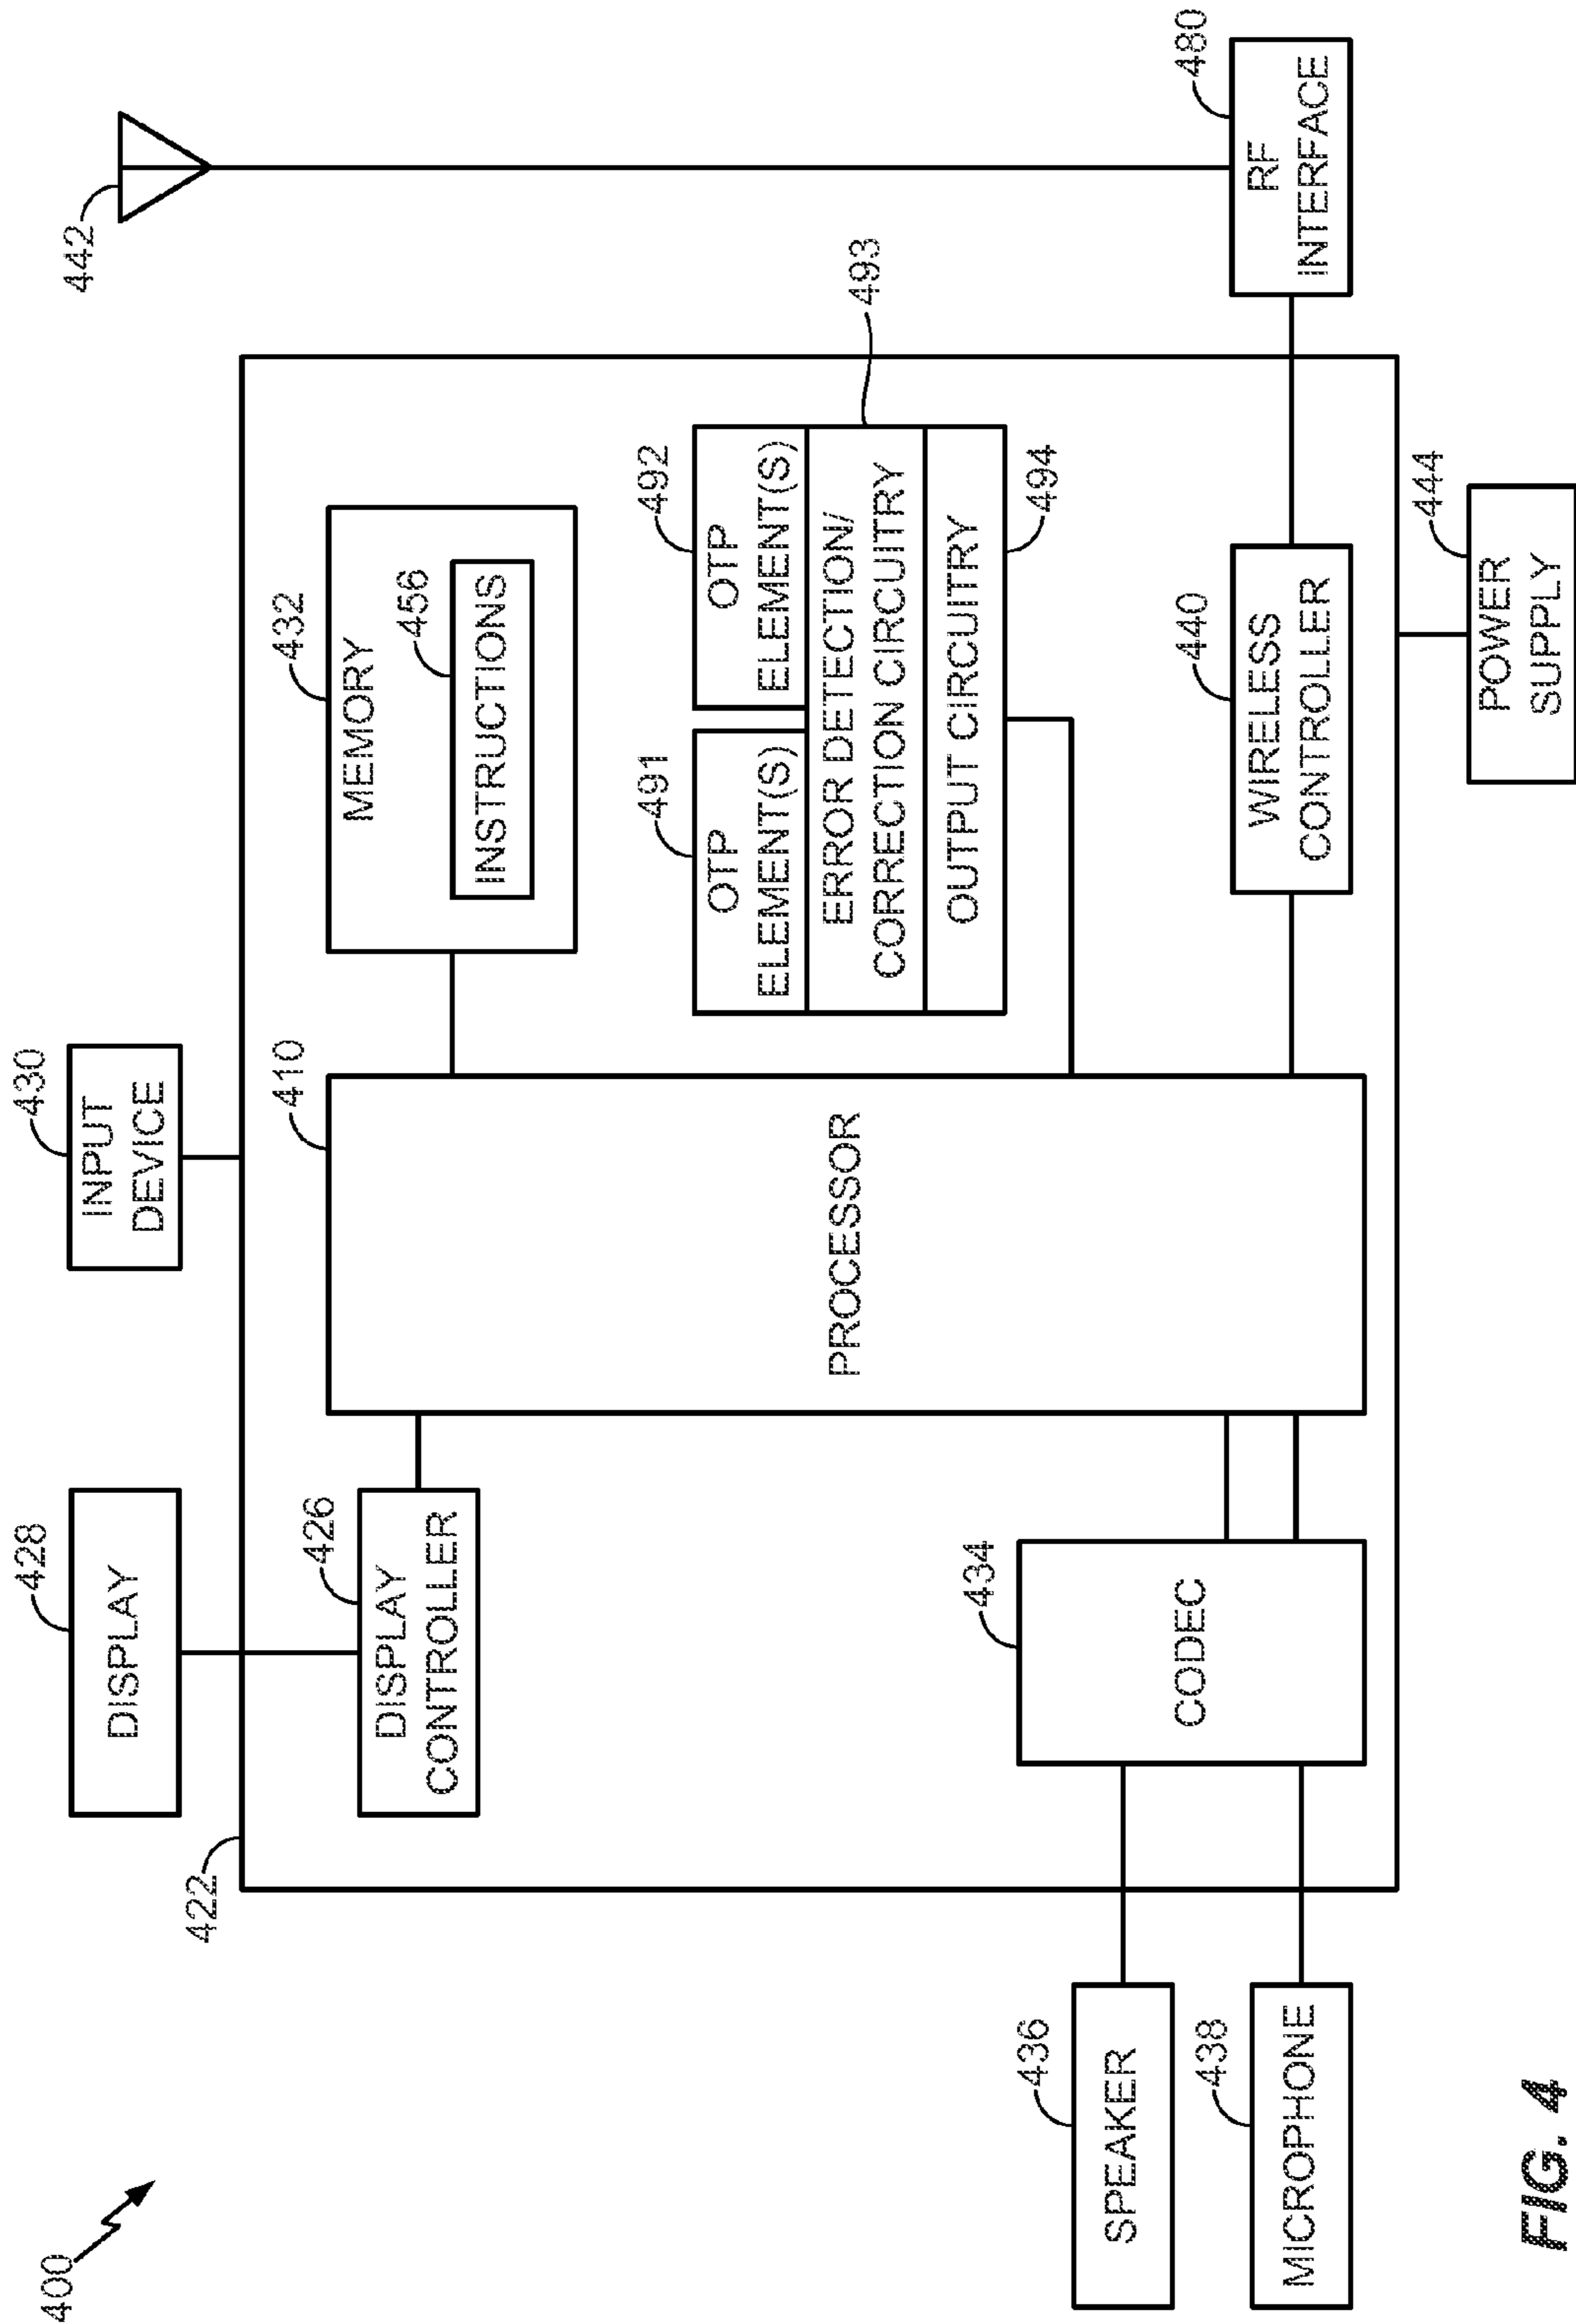 400
428
DISPLAY
430
INPUT
DEVICE
442
422
426
DISPLAY
CONTROLLER
410
PROCESSOR
432
MEMORY
456
INSTRUCTIONS
491
OTP
ELEMENT(S)
492
OTP
ELEMENT(S)
493
ERROR DETECTION/
CORRECTION CIRCUITRY
OUTPUT CIRCUITRY
494
434
CODEC
436
SPEAKER
438
MICROPHONE
440
WIRELESS
CONTROLLER
480
RF
INTERFACE
444
POWER
SUPPLY
FIG. 4